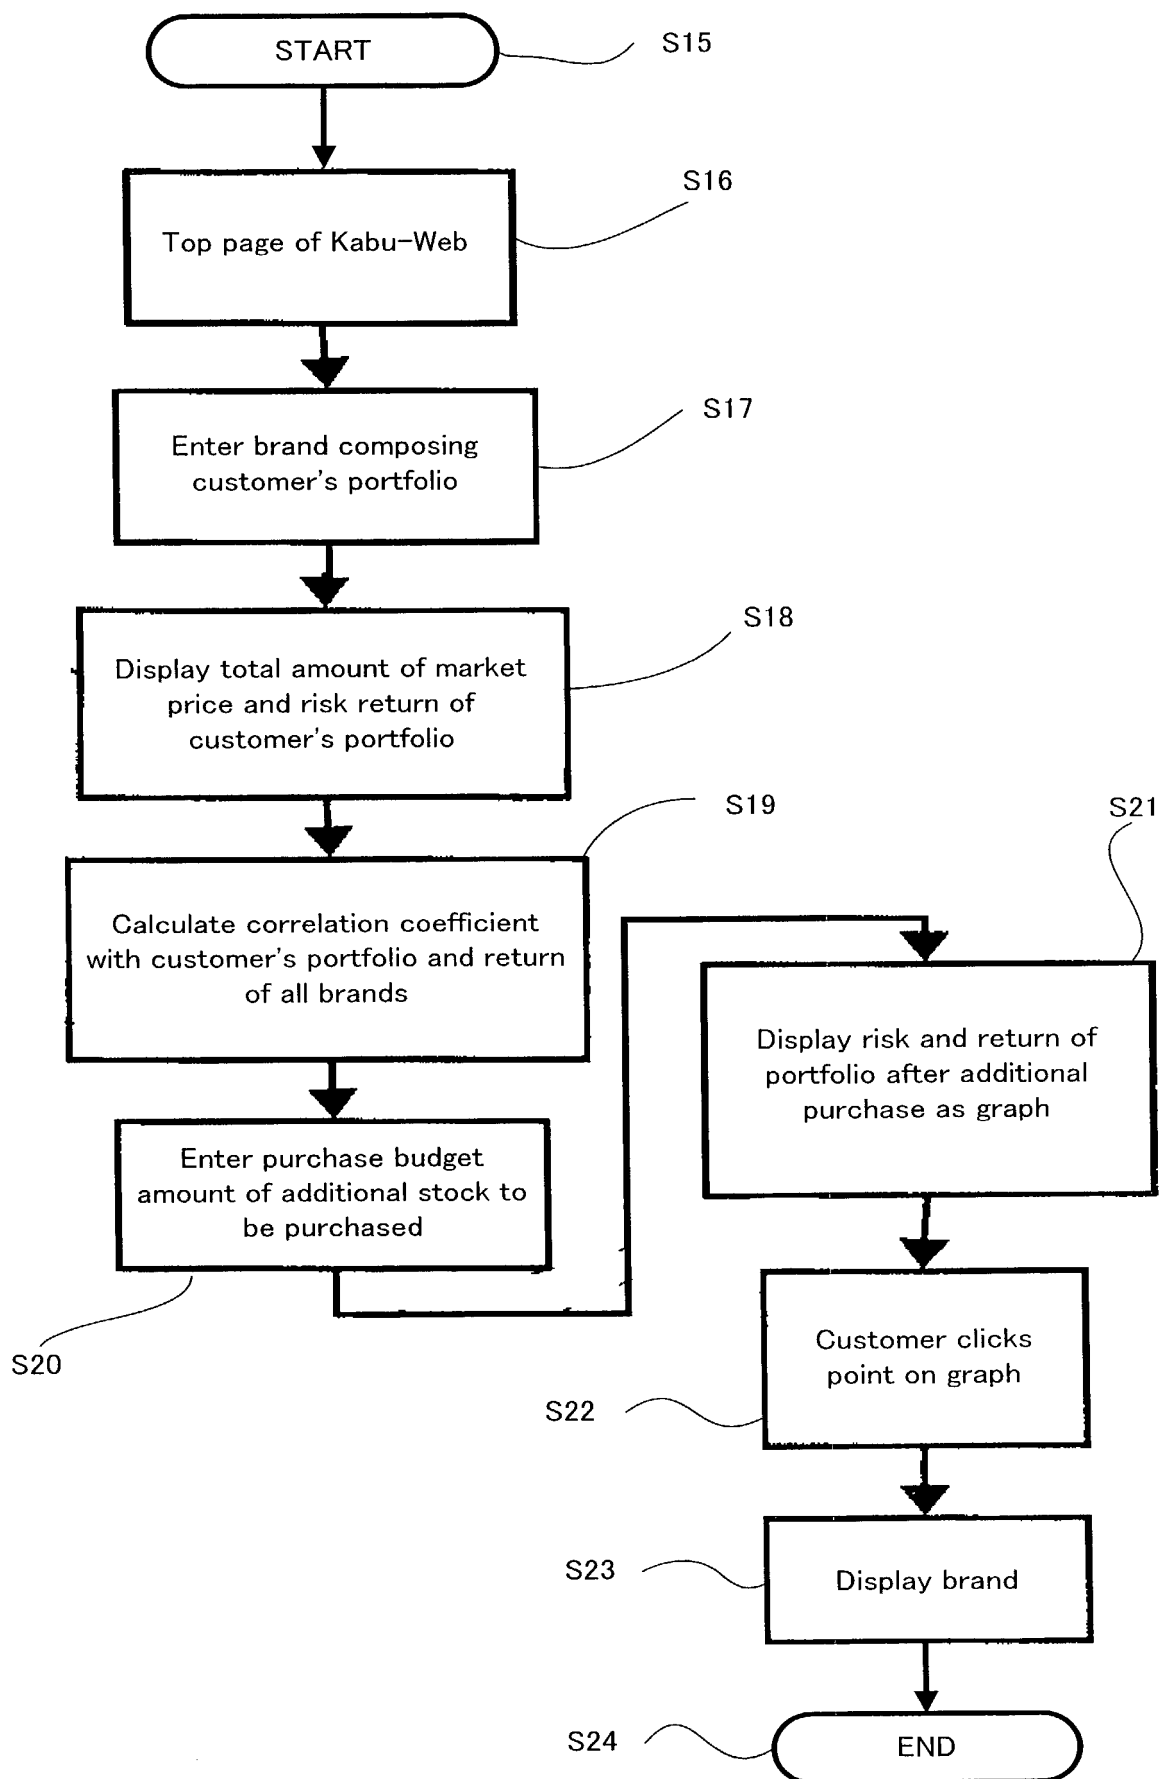 START
S15
S16
Top page of Kabu-Web
S17
Enter brand composing
customer's portfolio
S18
Display total amount of market
price and risk return of
customer's portfolio
S19
Calculate correlation coefficient
with customer's portfolio and return
of all brands
Enter purchase budget
amount of additional stock to
be purchased
S20
S21
Display risk and return of
portfolio after additional
purchase as graph
Customer clicks
point on graph
S22
S23
Display brand
S24
END